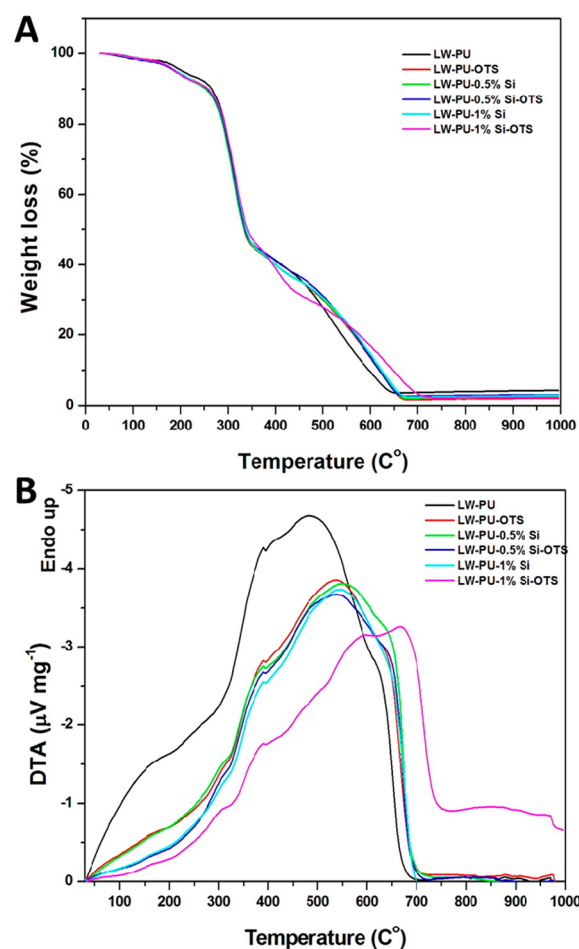 A
100
80
60
40
20
0
Weight loss (%)
LW-PU
LW-PU-OTS
LW-PU-0.5% Si
LW-PU-0.5% Si-OTS
LW-PU-1% Si
LW-PU-1% Si-OTS
0 100 200 300 400 500 600 700 800 900 1000
Temperature (Cº)
B
Endo up
-5
-4
-3
-2
-1
0
DTA (µV mg⁻¹)
LW-PU
LW-PU-OTS
LW-PU-0.5% Si
LW-PU-0.5% Si-OTS
LW-PU-1% Si
LW-PU-1% Si-OTS
100 200 300 400 500 600 700 800 900 1000
Temperature (Cº)